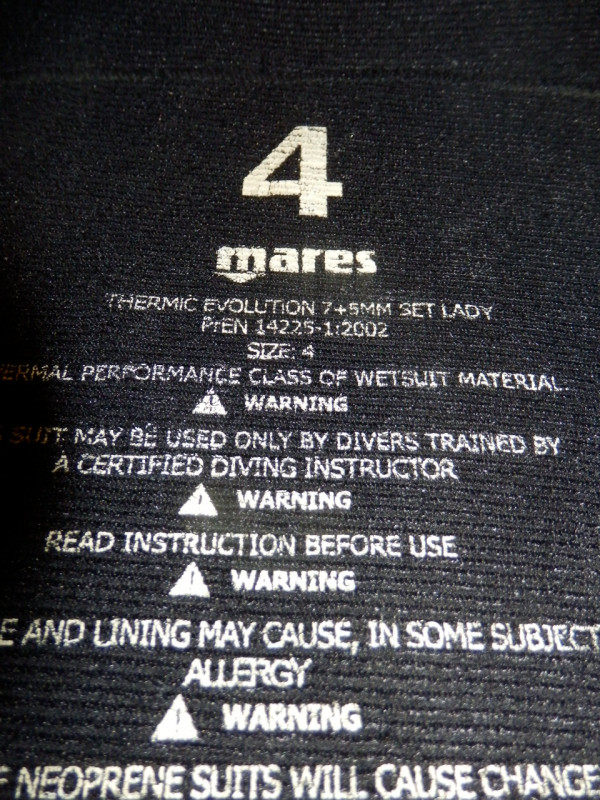 4
mares
THERMIC EVOLUTION 7+5MM SET LADY
PrEN 14225-1:2002
SIZE: 4
ERMAL PERFORMANCE CLASS OF WETSUIT MATERIAL:
WARNING
SUIT MAY BE USED ONLY BY DIVERS TRAINED BY
A CERTIFIED DIVING INSTRUCTOR
WARNING
READ INSTRUCTION BEFORE USE
WARNING
E AND LINING MAY CAUSE, IN SOME SUBJECT
ALLERGY
WARNING
F NEOPRENE SUITS WILL CAUSE CHANGE